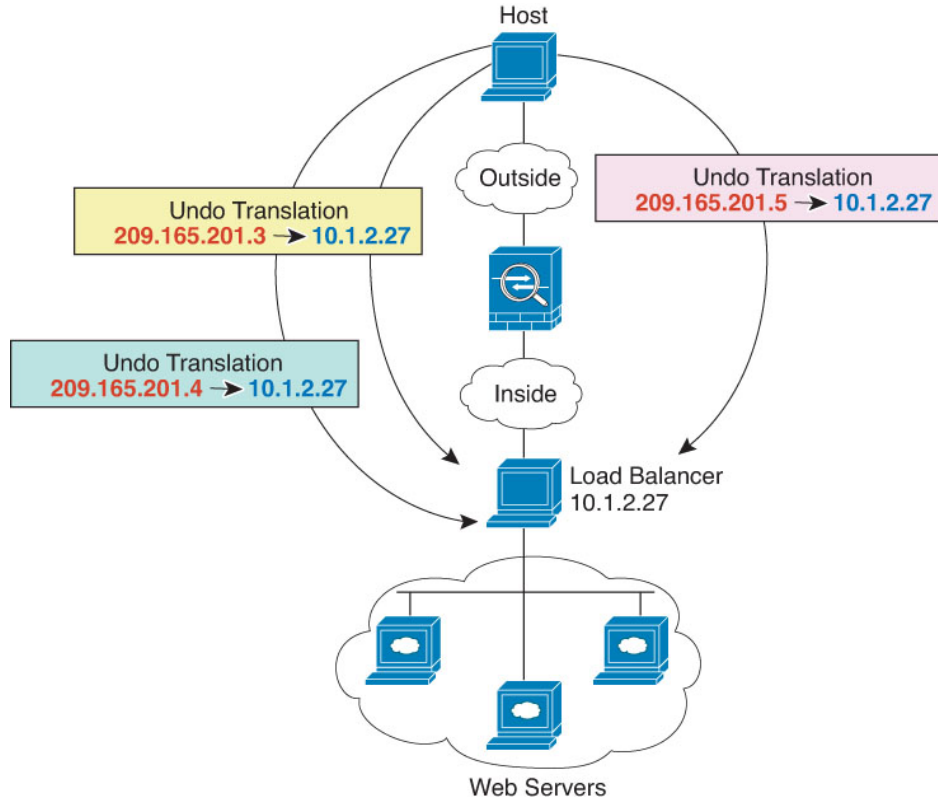 Host
Outside
Undo Translation
209.165.201.5 → 10.1.2.27
Undo Translation
209.165.201.3 → 10.1.2.27
Undo Translation
209.165.201.4 → 10.1.2.27
Inside
Load Balancer
10.1.2.27
Web Servers